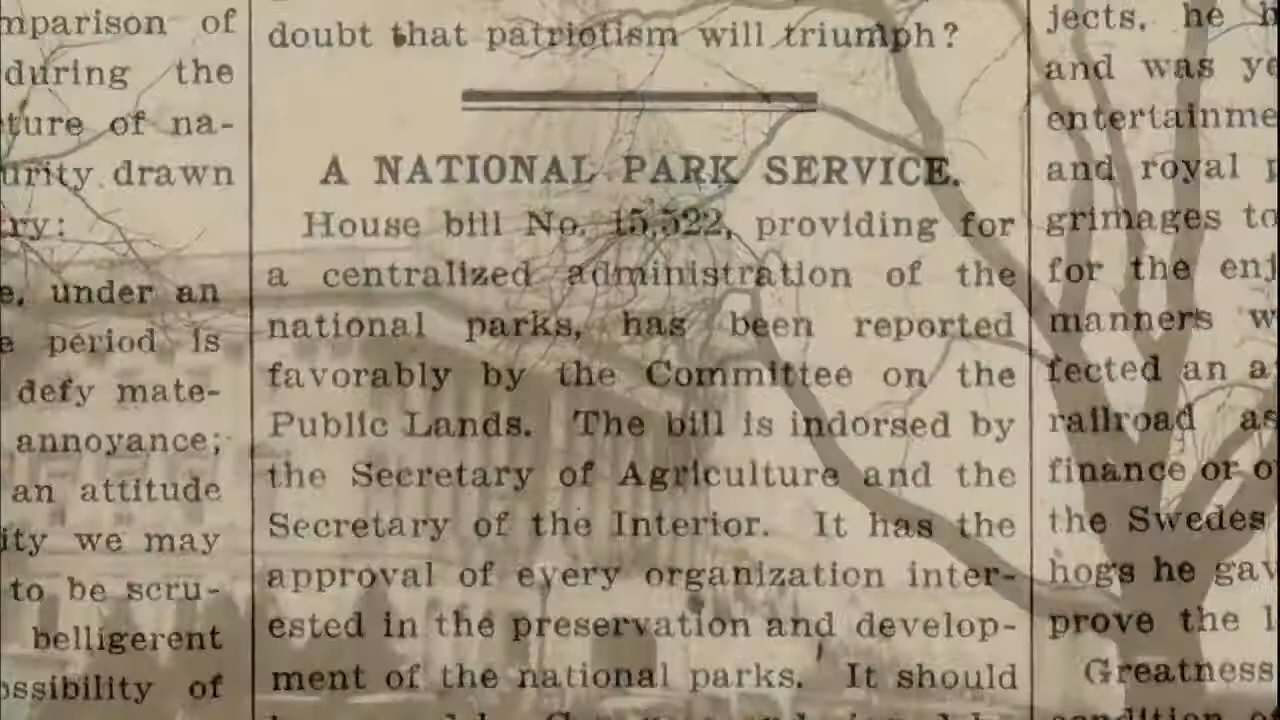 mparison of
during the
ture of na-
urity drawn
ry:
e, under an
e period is
defy mate-
annoyance;
an attitude
ity we may
to be scru-
belligerent
ossibility of
doubt that patriotism will triumph?
A NATIONAL PARK SERVICE.
House bill No. 15,522, providing for
a centralized administration of the
national parks, has been reported
favorably by the Committee on the
Public Lands. The bill is indorsed by
the Secretary of Agriculture and the
Secretary of the Interior. It has the
approval of every organization inter-
ested in the preservation and develop-
ment of the national parks. It should
jects, he h
and was ye
entertainme
and royal p
grimages to
for the enj
manners w
fected an a
railroad as
finance or o
the Swedes
hogs he gav
prove the l
Greatness